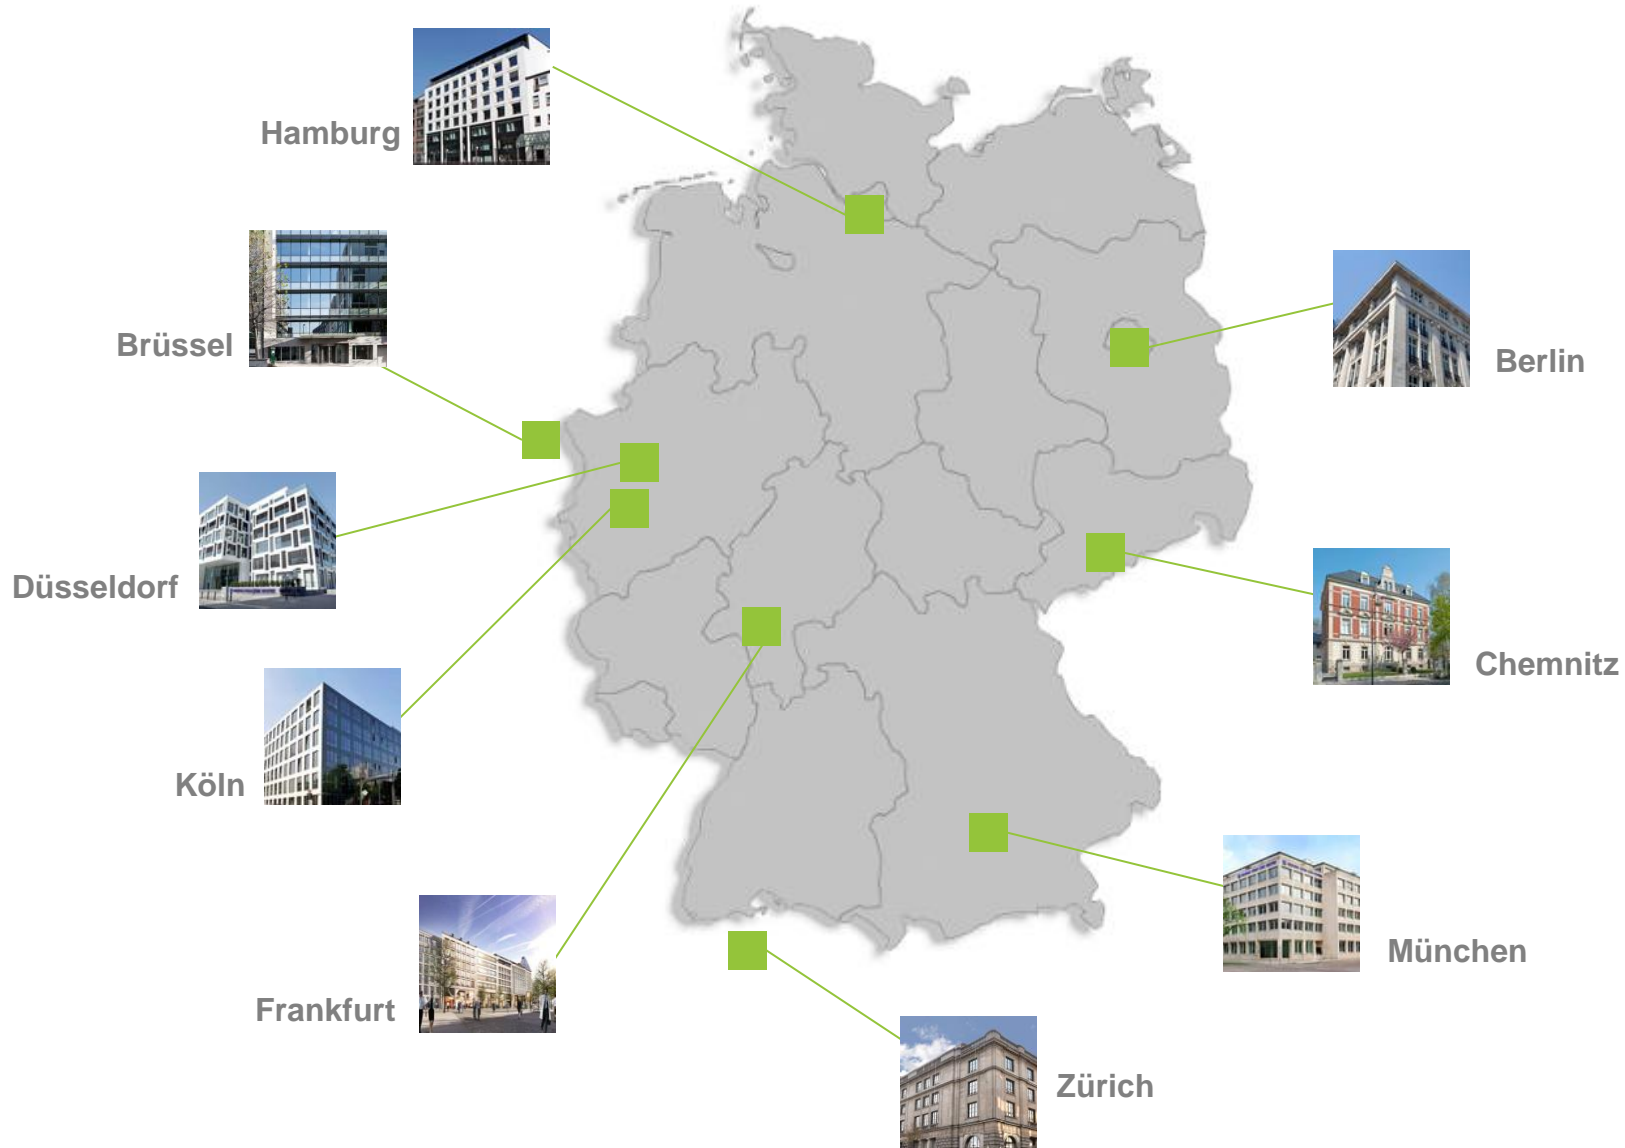 Hamburg
Brüssel
Berlin
Düsseldorf
Chemnitz
Köln
München
Frankfurt
Zürich